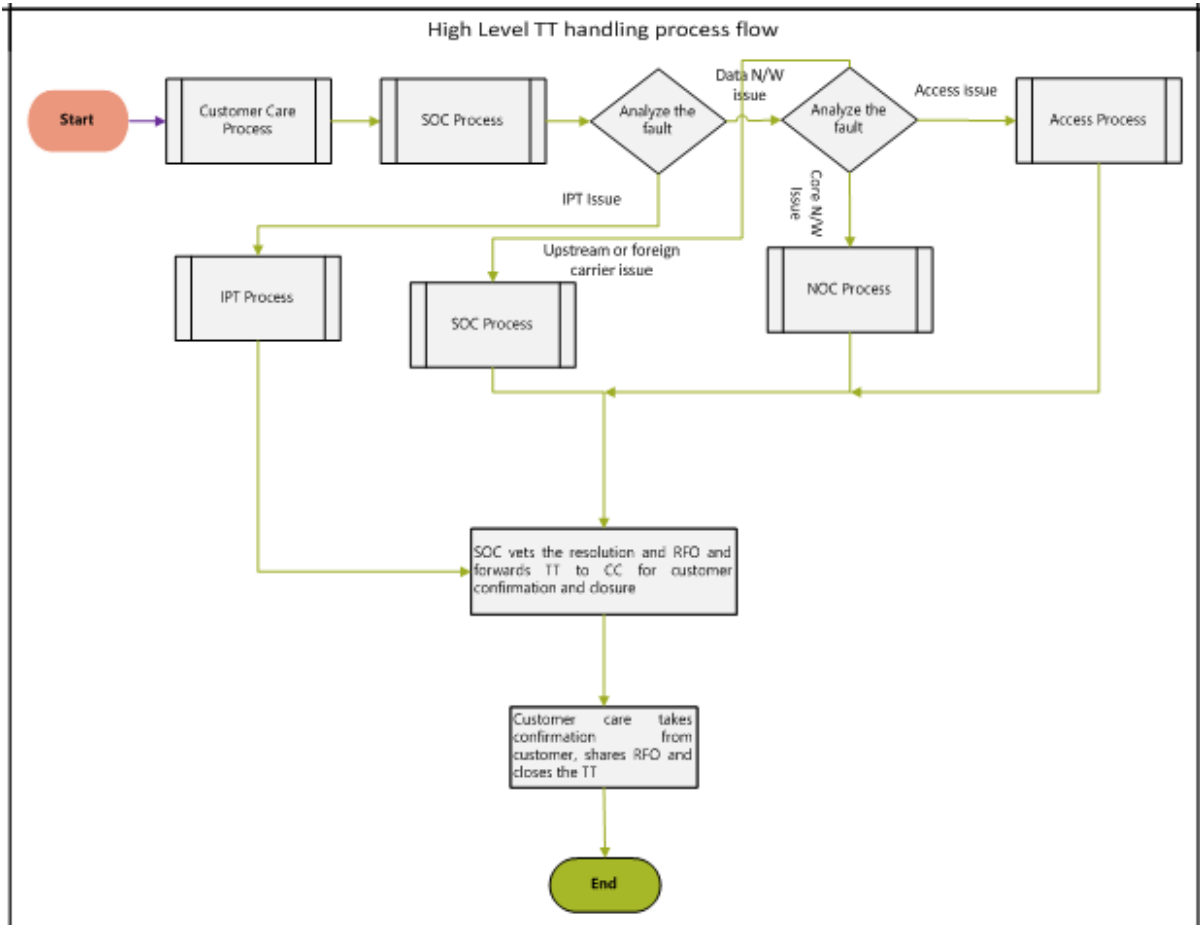 High Level TT handling process flow
Start
Customer Care
Process
SOC Process
Analyze the
fault
Data N/W
issue
Analyze the
fault
Access issue
Access Process
IPT Issue
Core N/W
Issue
Upstream or foreign
carrier issue
IPT Process
SOC Process
NOC Process
SOC vets the resolution and RFO and
forwards TT to CC for customer
confirmation and closure
Customer care takes
confirmation from
customer, shares RFO and
closes the TT
End